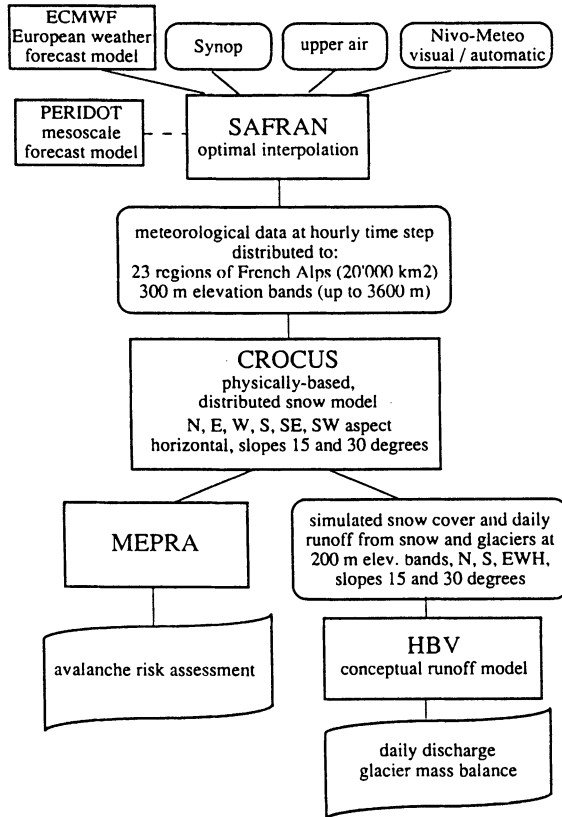 ECMWF
European weather
forecast model
Synop
upper air
Nivo-Meteo
visual / automatic
PERIDOT
mesoscale
forecast model
SAFRAN
optimal interpolation
meteorological data at hourly time step
distributed to:
23 regions of French Alps (20'000 km2)
300 m elevation bands (up to 3600 m)
CROCUS
physically-based,
distributed snow model
N, E, W, S, SE, SW aspect
horizontal, slopes 15 and 30 degrees
MEPRA
simulated snow cover and daily
runoff from snow and glaciers at
200 m elev. bands, N, S, EWH,
slopes 15 and 30 degrees
avalanche risk assessment
HBV
conceptual runoff model
daily discharge
glacier mass balance